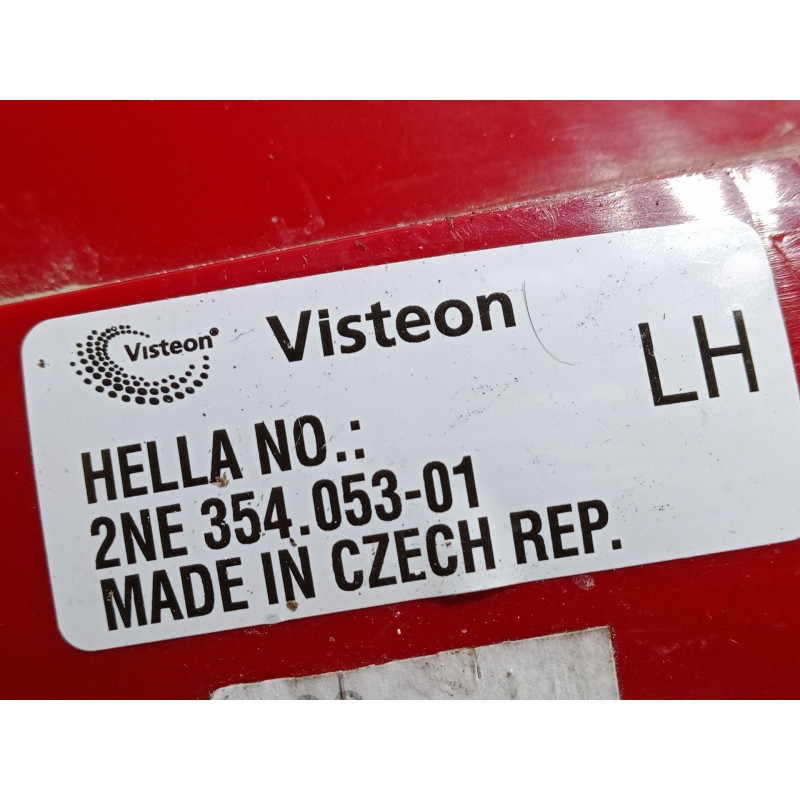 Visteon® Visteon LH
HELLA NO.:
2NE 354.053-01
MADE IN CZECH REP.